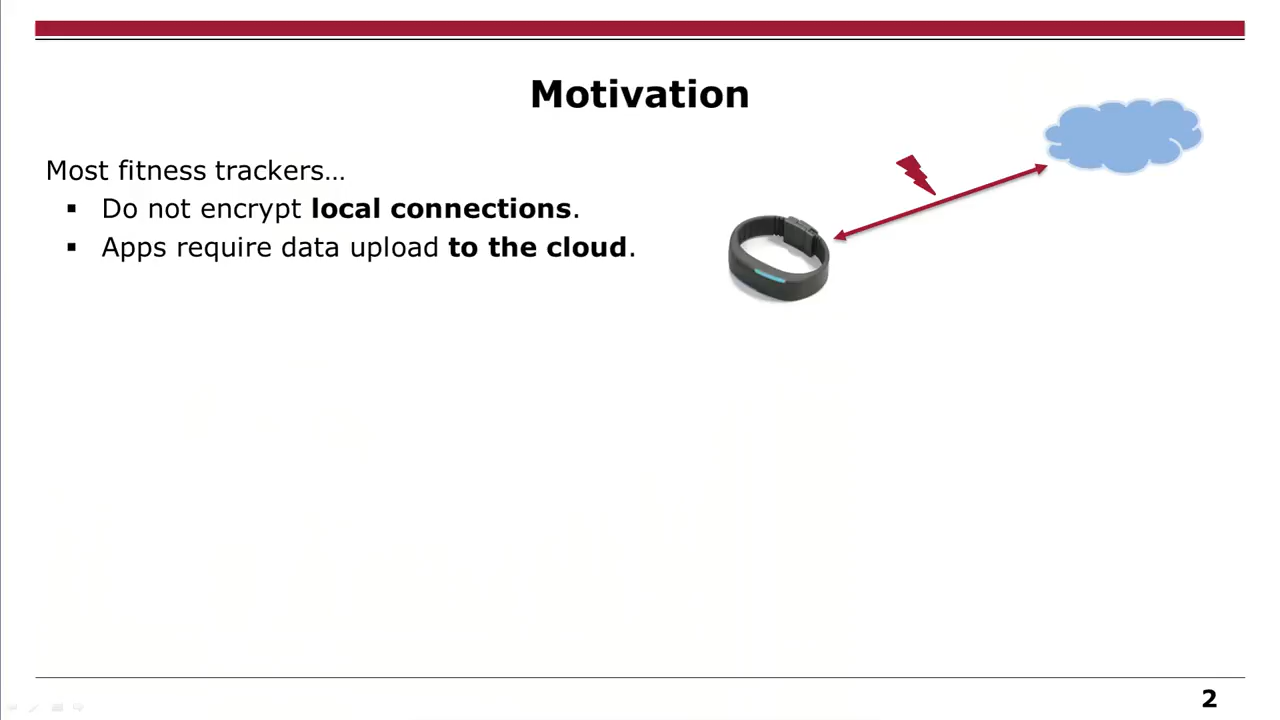 Motivation
Most fitness trackers…
▪ Do not encrypt local connections.
▪ Apps require data upload to the cloud.
2